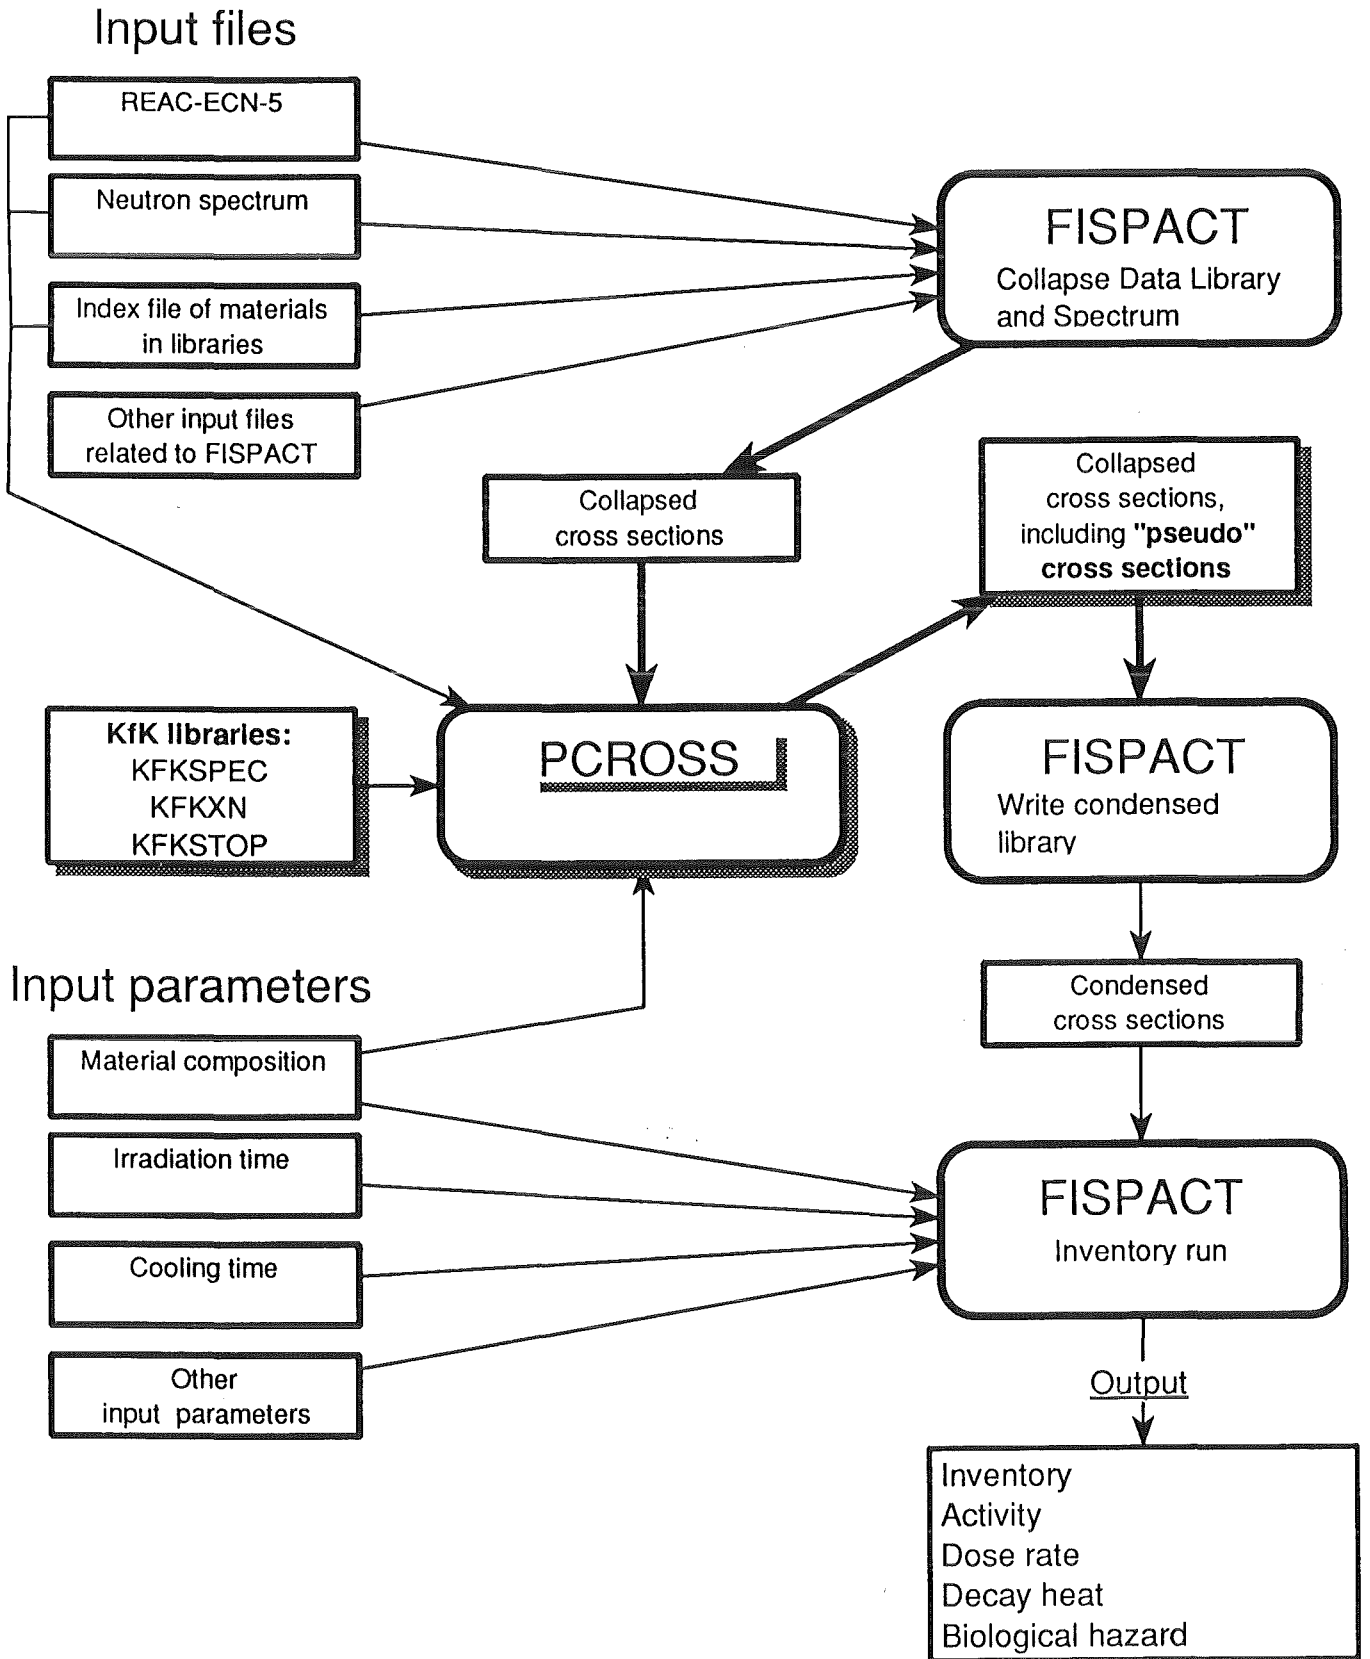 Input files
REAC-ECN-5
Neutron spectrum
Index file of materials
in libraries
Other input files
related to FISPACT
FISPACT
Collapse Data Library
and Spectrum
Collapsed
cross sections
Collapsed
cross sections,
including "pseudo"
cross sections
KfK libraries:
KFKSPEC
KFKXN
KFKSTOP
PCROSS
FISPACT
Write condensed
library
Condensed
cross sections
Input parameters
Material composition
Irradiation time
Cooling time
Other
input parameters
FISPACT
Inventory run
Output
Inventory
Activity
Dose rate
Decay heat
Biological hazard